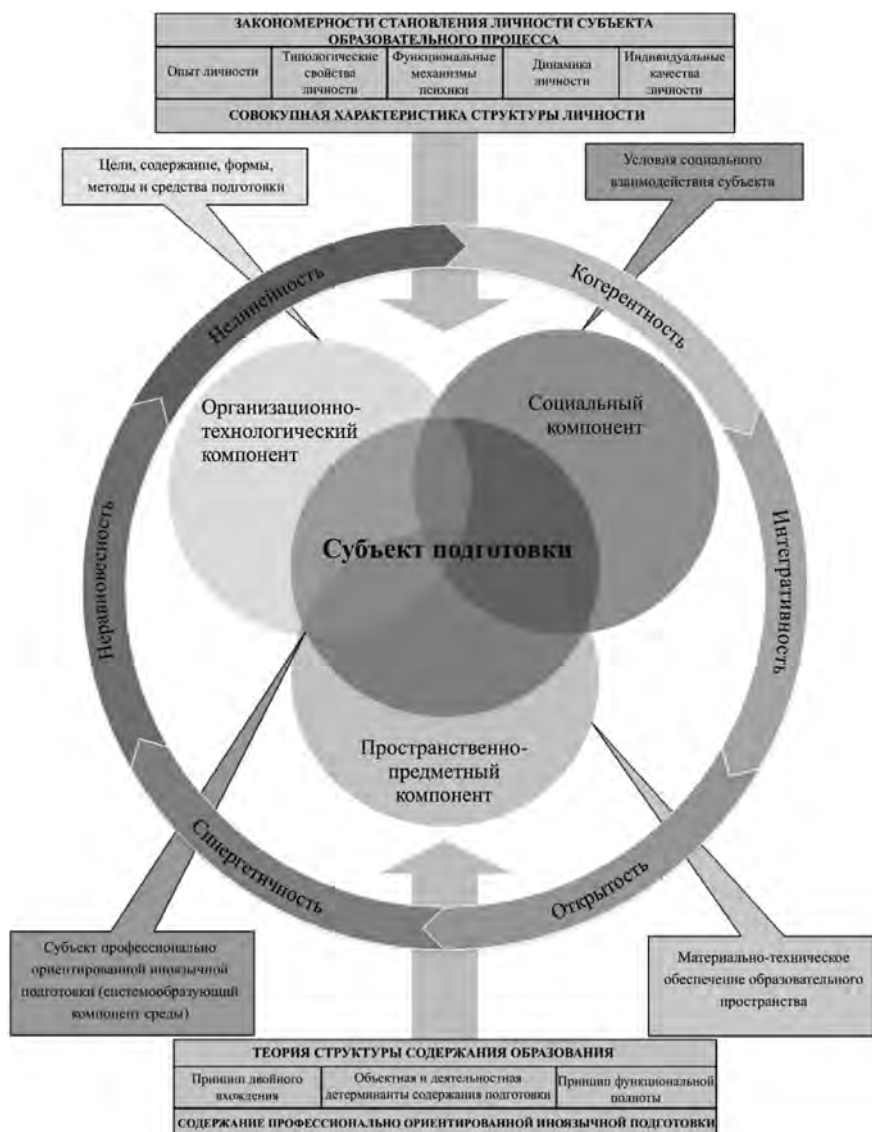 ЗАКОНОМЕРНОСТИ СТАНОВЛЕНИЯ ЛИЧНОСТИ СУБЪЕКТА
ОБРАЗОВАТЕЛЬНОГО ПРОЦЕССА
Опыт личности
Типологические
свойства
личности
Функциональные
механизмы
психики
Динамика
личности
Индивидуальные
качества
личности
СОВОКУПНАЯ ХАРАКТЕРИСТИКА СТРУКТУРЫ ЛИЧНОСТИ
Цели, содержание, формы,
методы и средства подготовки
Условия социального
взаимодействия субъекта
Нелинейность
Когерентность
Организационно-
технологический
компонент
Социальный
компонент
Субъект подготовки
Неравновесность
Интегративность
Пространственно-
предметный
компонент
Синергетичность
Открытость
Субъект профессионально
ориентированной иноязычной
подготовки (системообразующий
компонент среды)
Материально-техническое
обеспечение образовательного
пространства
ТЕОРИЯ СТРУКТУРЫ СОДЕРЖАНИЯ ОБРАЗОВАНИЯ
Принцип двойного
вхождения
Объектная и деятельностная
детерминанты содержания подготовки
Принцип функциональной
полноты
СОДЕРЖАНИЕ ПРОФЕССИОНАЛЬНО ОРИЕНТИРОВАННОЙ ИНОЯЗЫЧНОЙ ПОДГОТОВКИ